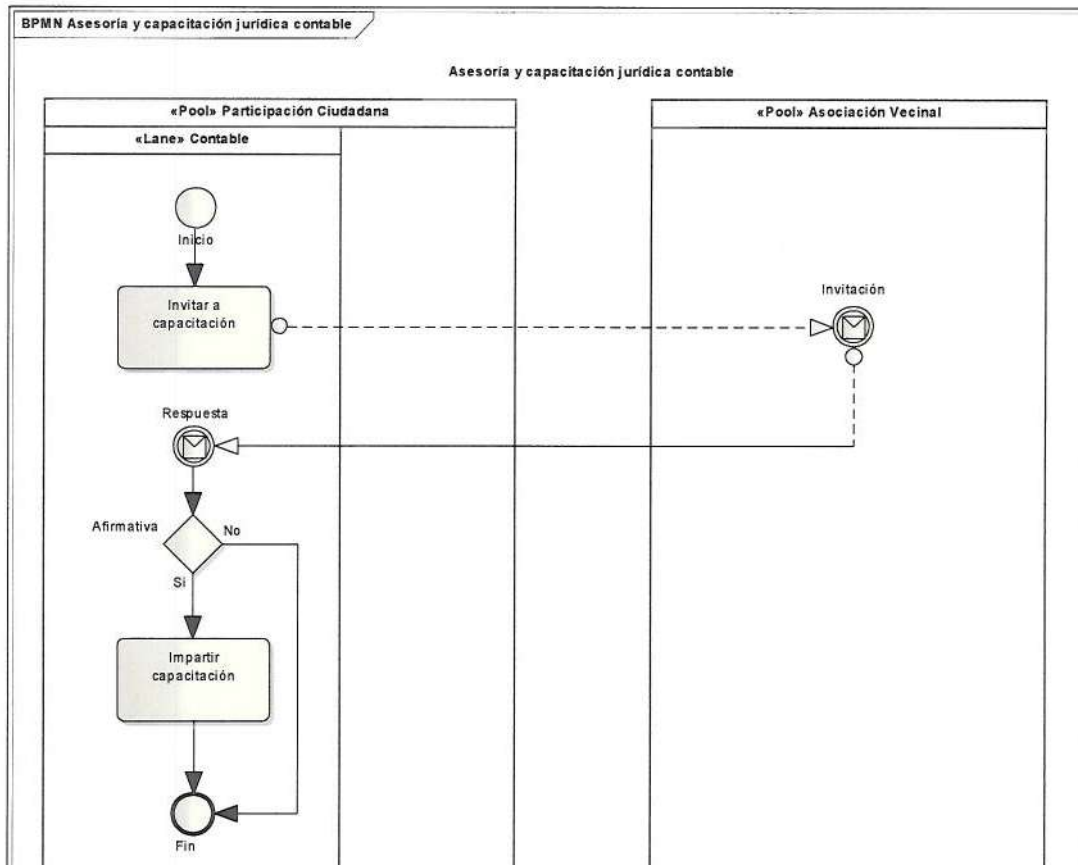 BPMN Asesoría y capacitación jurídica contable
Asesoría y capacitación jurídica contable
«Pool» Participación Ciudadana
«Pool» Asociación Vecinal
«Lane» Contable
Inicio
Invitar a
capacitación
Invitación
Respuesta
Afirmativa
No
Si
Impartir
capacitación
Fin